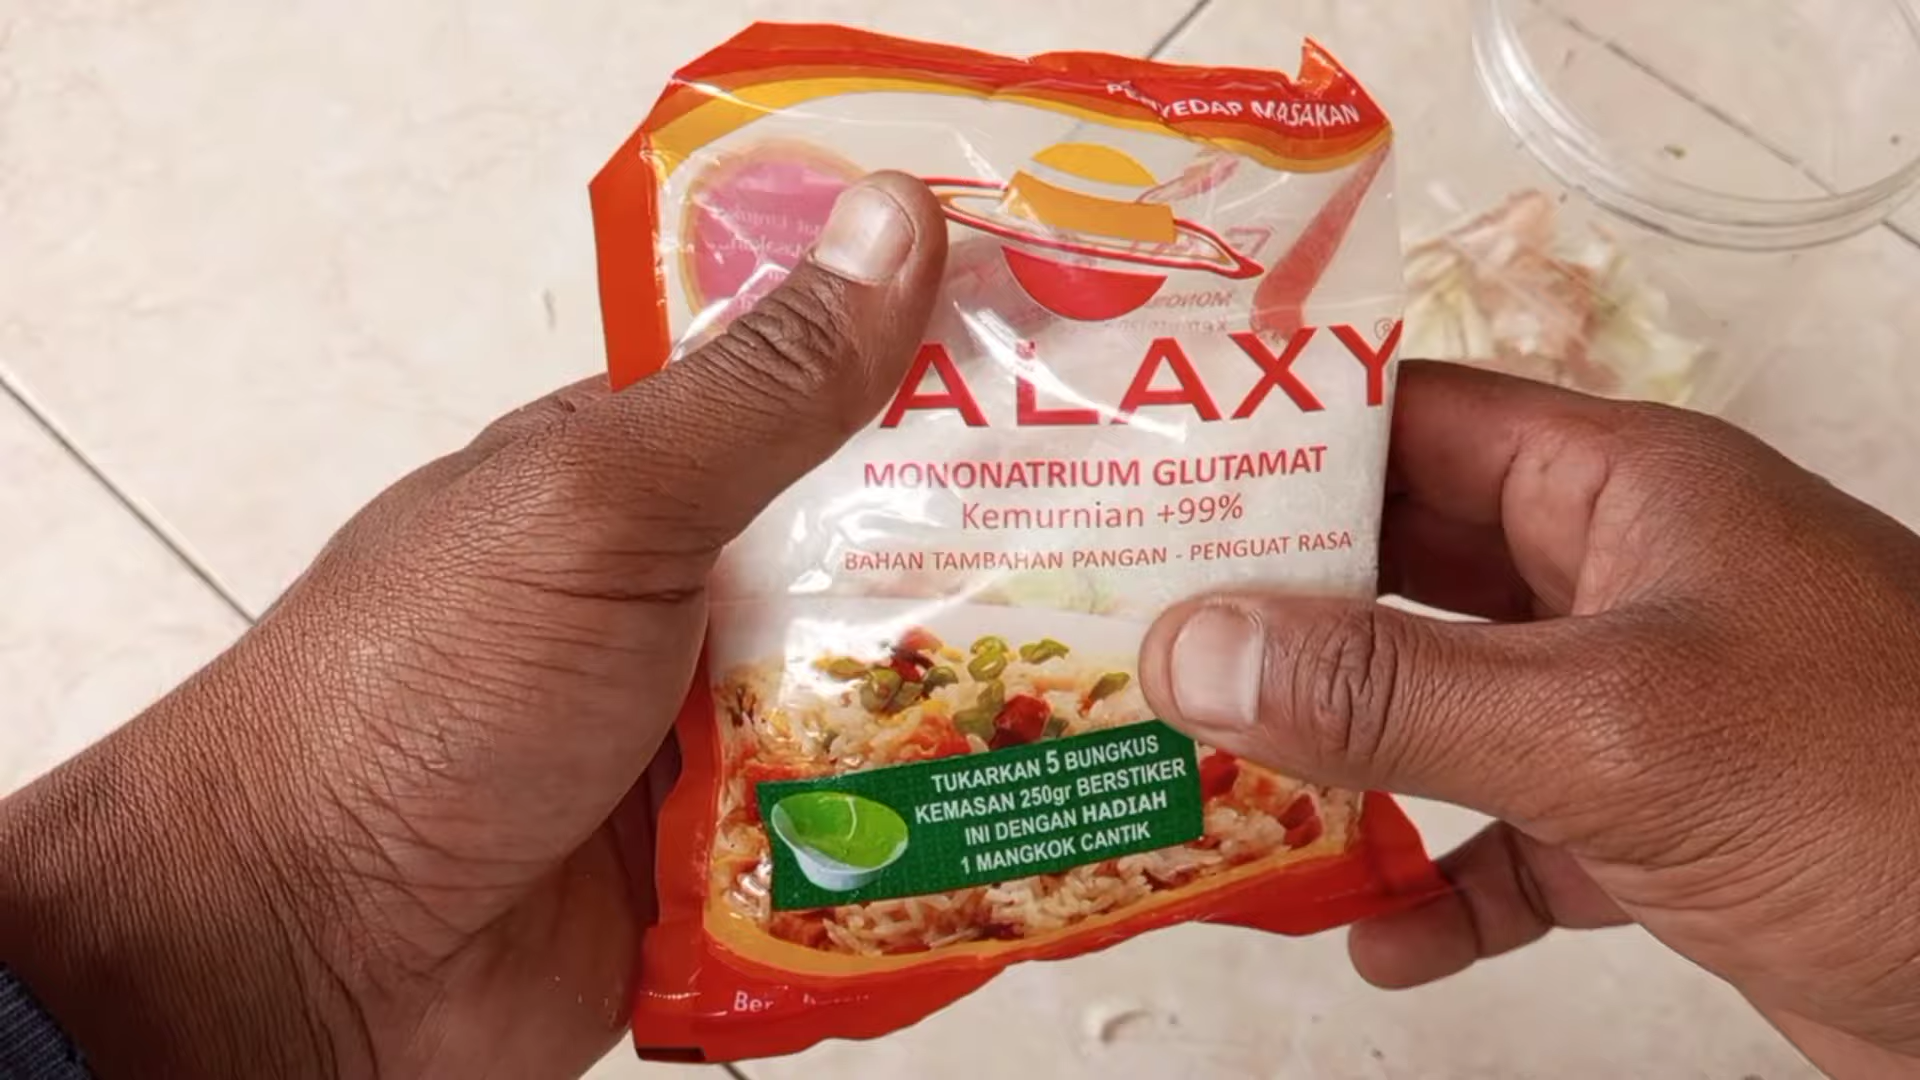 PENYEDAP MASAKAN
ALAXY®
MONONATRIUM GLUTAMAT
Kemurnian +99%
BAHAN TAMBAHAN PANGAN - PENGUAT RASA
TUKARKAN 5 BUNGKUS
KEMASAN 250gr BERSTIKER
INI DENGAN HADIAH
1 MANGKOK CANTIK